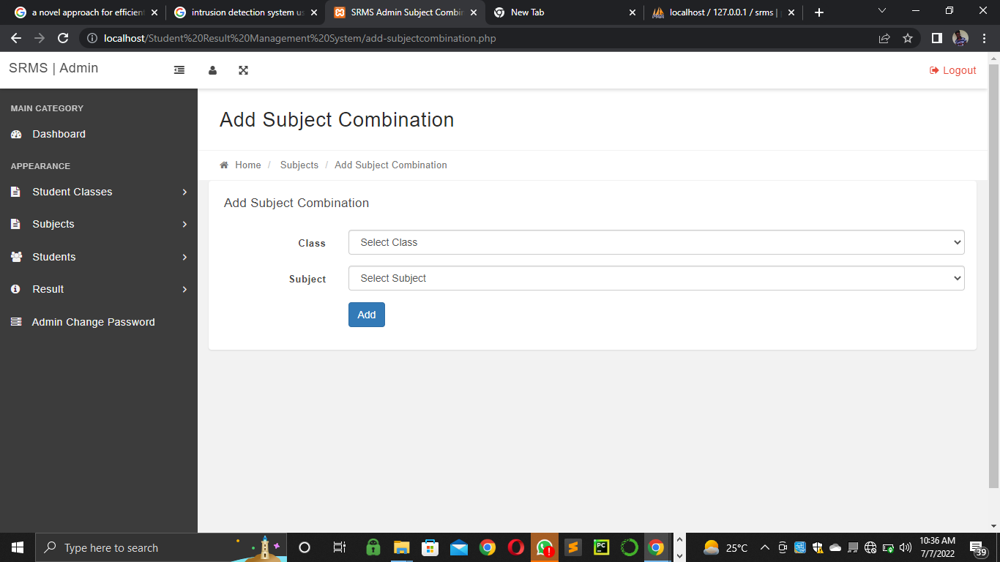 a novel approach for efficien
intrusion detection system us
SRMS Admin Subject Combin
New Tab
localhost / 127.0.0.1 / srms |
localhost/Student%20Result%20Management%20System/add-subjectcombination.php
SRMS | Admin
Logout
MAIN CATEGORY
Dashboard
APPEARANCE
Student Classes
Subjects
Students
Result
Admin Change Password
Add Subject Combination
Home / Subjects / Add Subject Combination
Add Subject Combination
Class
Select Class
Subject
Select Subject
Add
Type here to search
PC
25°C
10:36 AM
7/7/2022
39